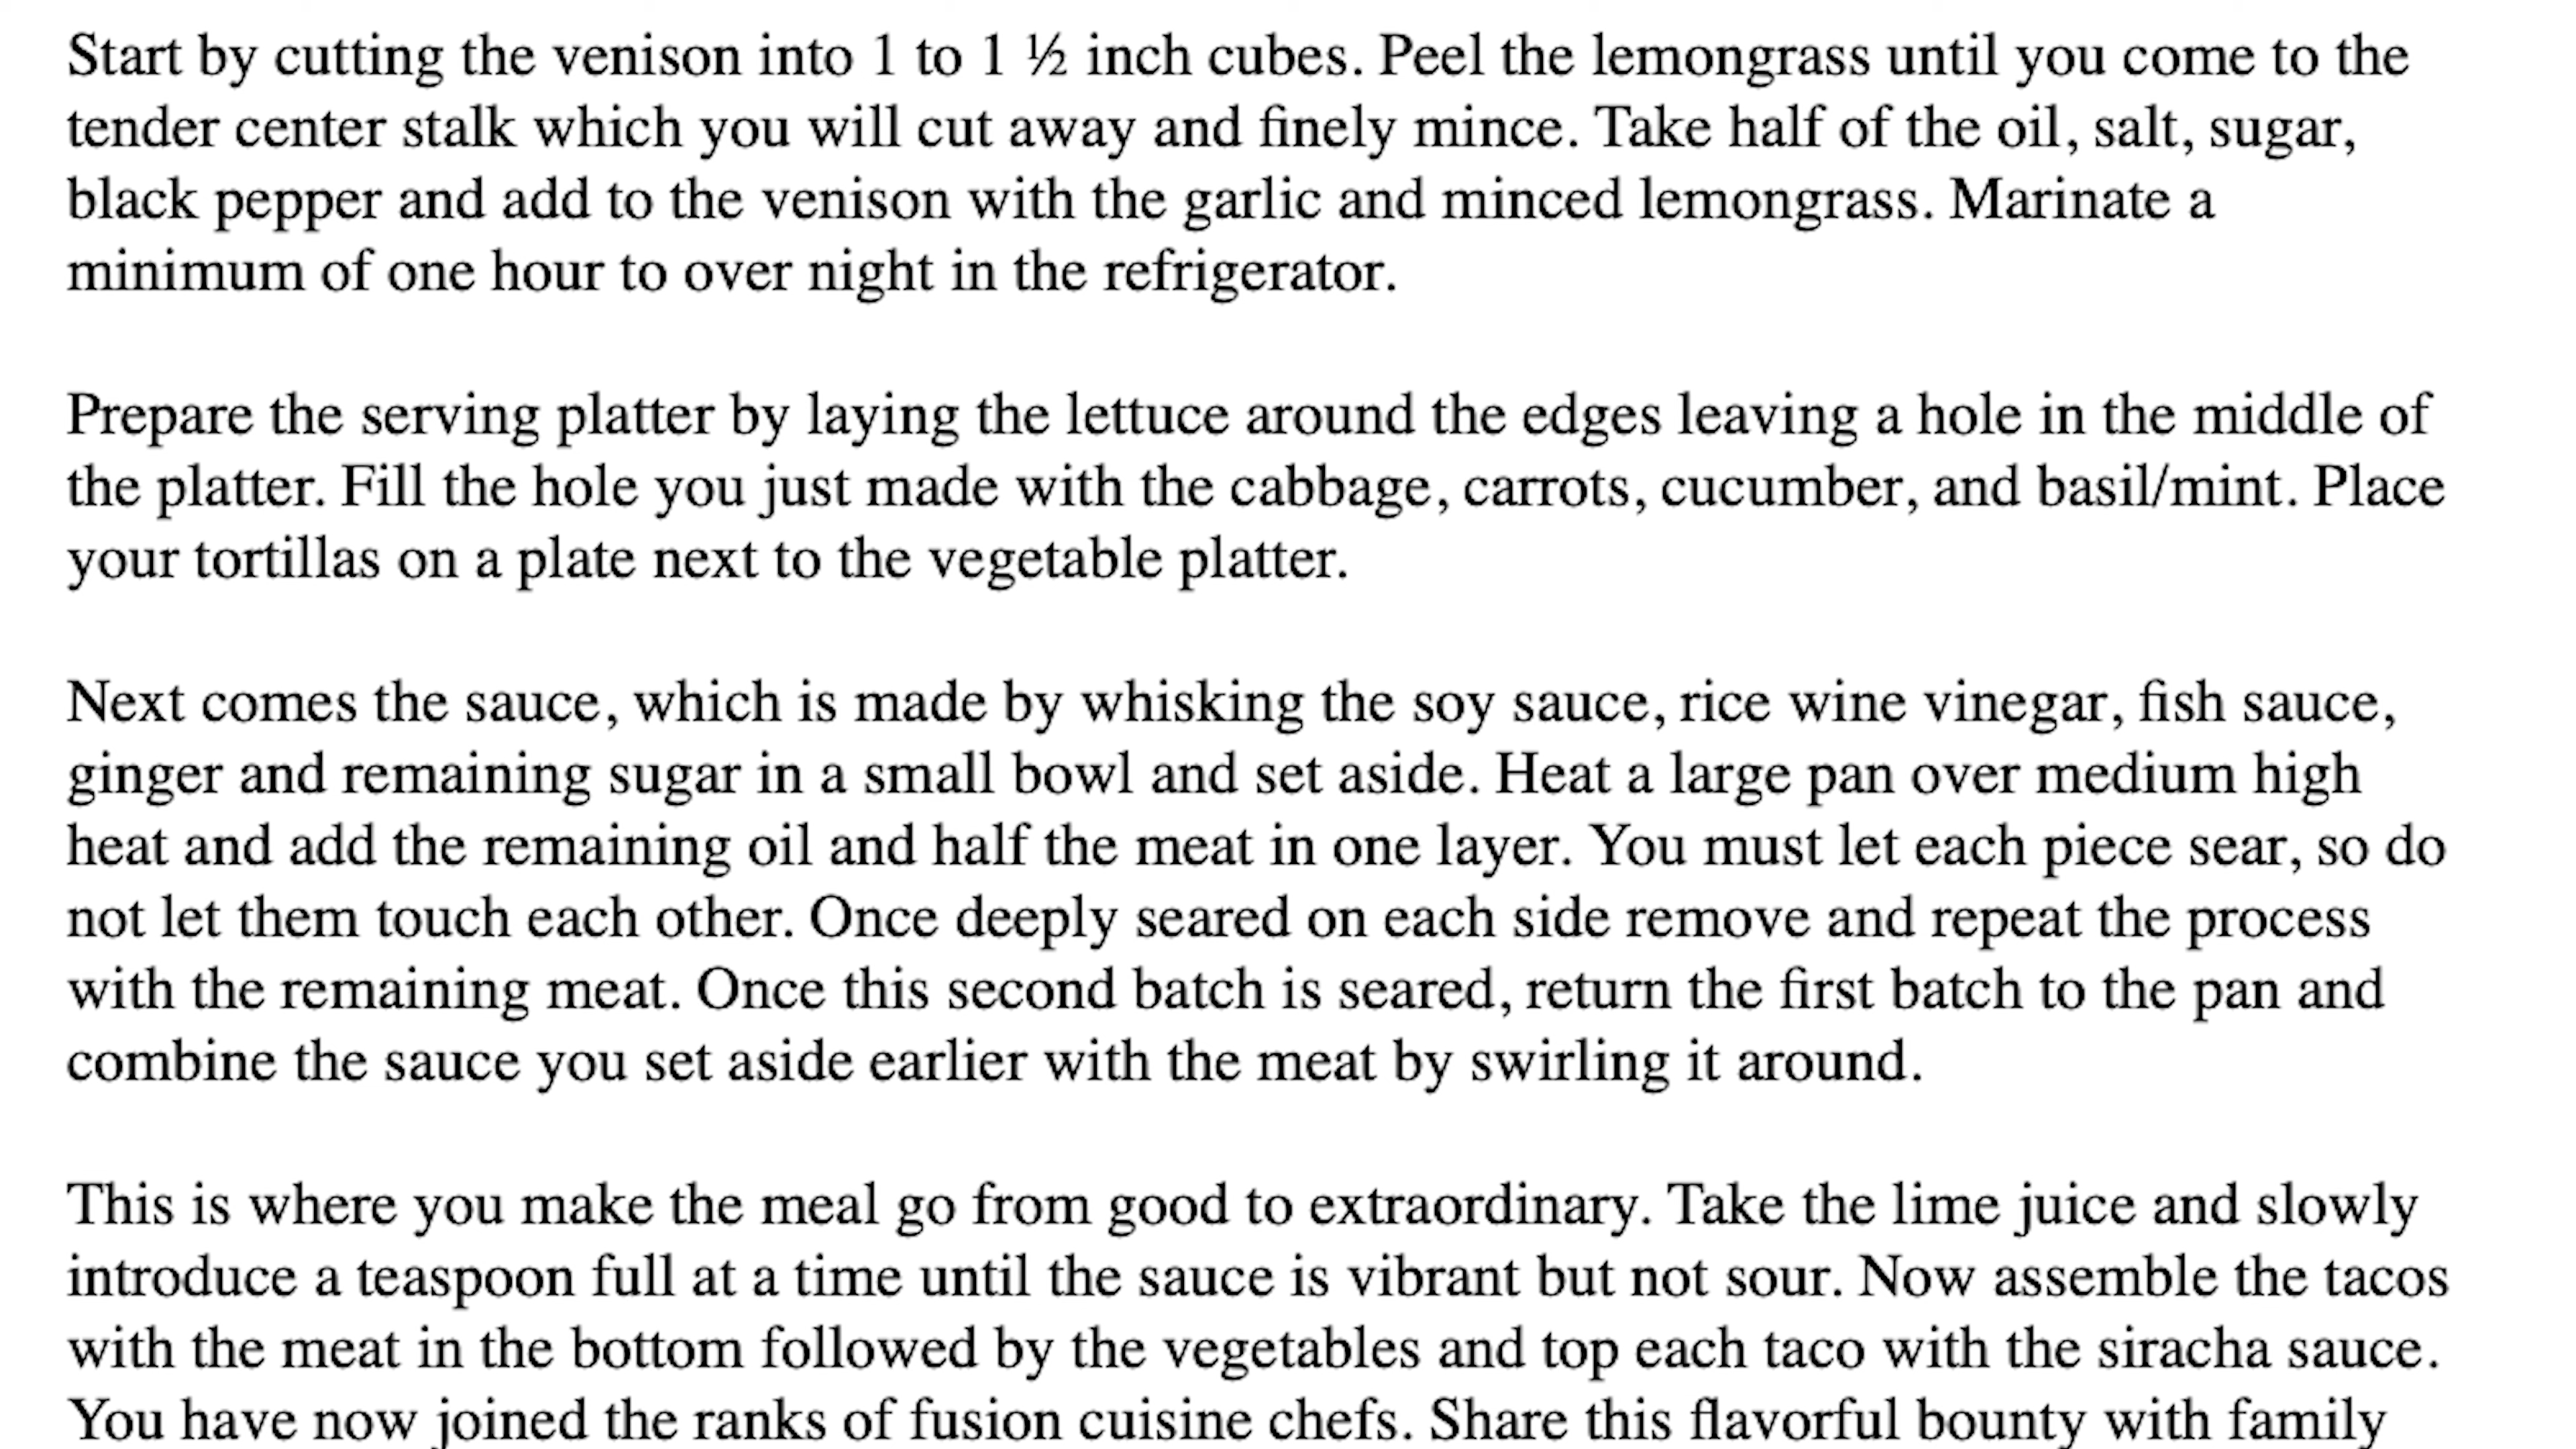 Start by cutting the venison into 1 to 1 ½ inch cubes. Peel the lemongrass until you come to the
tender center stalk which you will cut away and finely mince. Take half of the oil, salt, sugar,
black pepper and add to the venison with the garlic and minced lemongrass. Marinate a
minimum of one hour to over night in the refrigerator.
Prepare the serving platter by laying the lettuce around the edges leaving a hole in the middle of
the platter. Fill the hole you just made with the cabbage, carrots, cucumber, and basil/mint. Place
your tortillas on a plate next to the vegetable platter.
Next comes the sauce, which is made by whisking the soy sauce, rice wine vinegar, fish sauce,
ginger and remaining sugar in a small bowl and set aside. Heat a large pan over medium high
heat and add the remaining oil and half the meat in one layer. You must let each piece sear, so do
not let them touch each other. Once deeply seared on each side remove and repeat the process
with the remaining meat. Once this second batch is seared, return the first batch to the pan and
combine the sauce you set aside earlier with the meat by swirling it around.
This is where you make the meal go from good to extraordinary. Take the lime juice and slowly
introduce a teaspoon full at a time until the sauce is vibrant but not sour. Now assemble the tacos
with the meat in the bottom followed by the vegetables and top each taco with the siracha sauce.
You have now joined the ranks of fusion cuisine chefs. Share this flavorful bounty with family